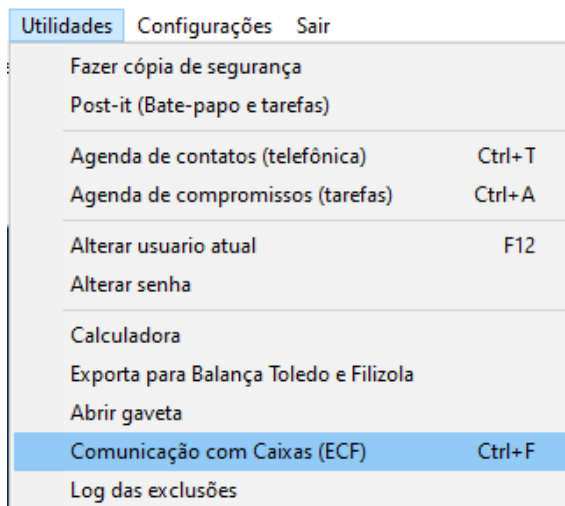 Utilidades Configurações Sair
Fazer cópia de segurança
Post-it (Bate-papo e tarefas)
Agenda de contatos (telefônica) Ctrl+T
Agenda de compromissos (tarefas) Ctrl+A
Alterar usuario atual F12
Alterar senha
Calculadora
Exporta para Balança Toledo e Filizola
Abrir gaveta
Comunicação com Caixas (ECF) Ctrl+F
Log das exclusões